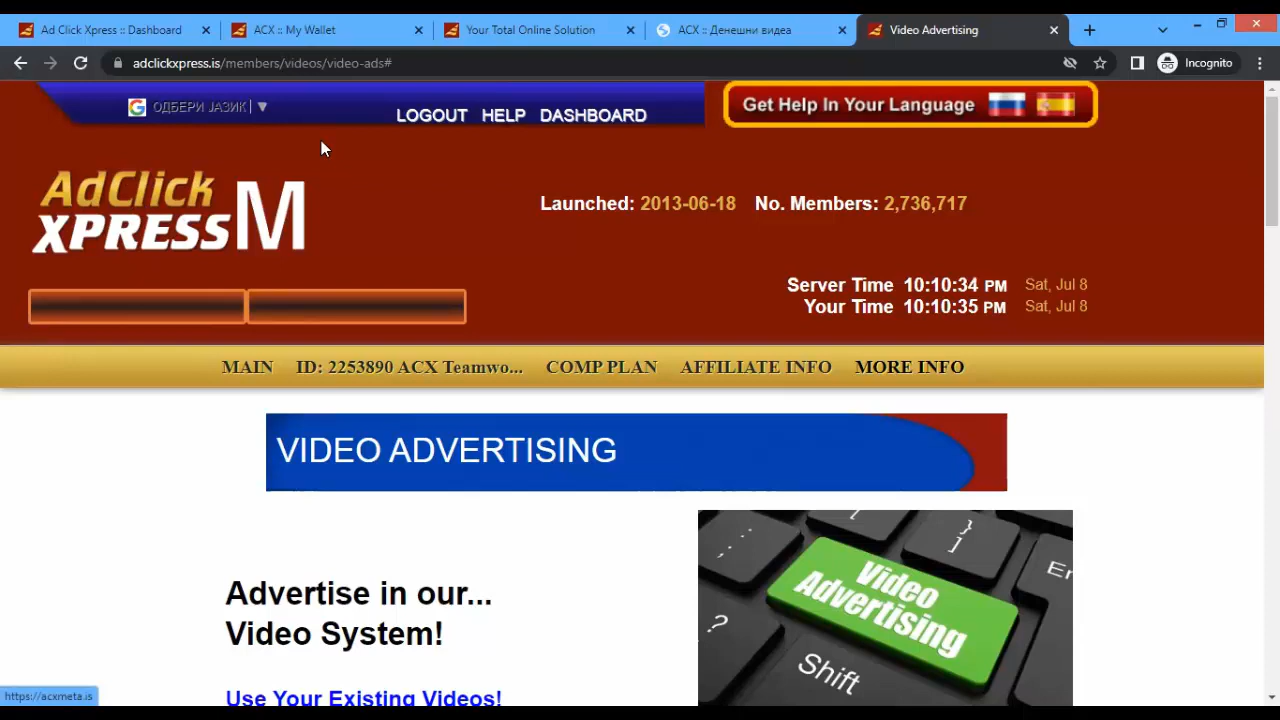 Ad Click Xpress :: Dashboard
ACX :: My Wallet
Your Total Online Solution
ACX :: Денешни видеа
Video Advertising
adclickxpress.is/members/videos/video-ads#
Incognito
ОДБЕРИ ЈАЗИК
LOGOUT HELP DASHBOARD
Get Help In Your Language
AdClick
XPRESS M
Launched: 2013-06-18 No. Members: 2,736,717
Server Time 10:10:34 PM Sat, Jul 8
Your Time 10:10:35 PM Sat, Jul 8
MAIN ID: 2253890 ACX Teamwo... COMP PLAN AFFILIATE INFO MORE INFO
VIDEO ADVERTISING
Advertise in our...
Video System!
Use Your Existing Videos!
Video
Advertising
Shift
https://acxmeta.is